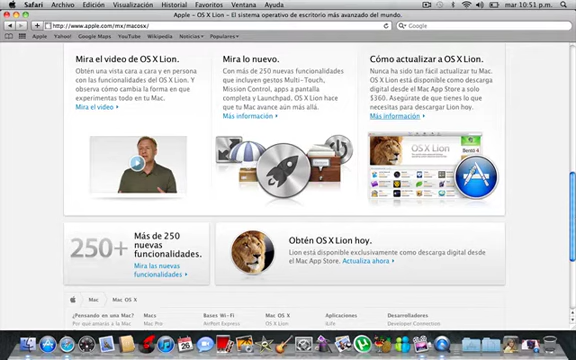 Safari Archivo Edición Visualización Historial Favoritos Ventana Ayuda mar 10:51 p.m.
Apple - OS X Lion - El sistema operativo de escritorio más avanzado del mundo.
http://www.apple.com/mx/macosx/
Google
Apple Yahoo! Google Maps YouTube Wikipedia Noticias Populares
Mira el video de OS X Lion.
Obtén una vista cara a cara y en persona
con las funcionalidades del OS X Lion. Y
observa cómo cambia la forma en que
experimentas todo en tu Mac.
Mira el video
Mira lo nuevo.
Con más de 250 nuevas funcionalidades
que incluyen gestos Multi-Touch,
Mission Control, apps a pantalla
completa y Launchpad. OS X Lion hace
que tu Mac avance aún más allá.
Más información
Cómo actualizar a OS X Lion.
Nunca ha sido tan fácil actualizar tu Mac.
OS X Lion está disponible como descarga
digital desde el Mac App Store a solo
$360. Asegúrate de que tienes lo que
necesitas para descargar Lion hoy.
Más información
OS X Lion
Bento 4
250+
Más de 250
nuevas
funcionalidades.
Mira las nuevas
funcionalidades
Obtén OS X Lion hoy.
Lion está disponible exclusivamente como descarga digital desde
el Mac App Store. Actualiza ahora
Mac Mac OS X
¿Pensando en una Mac? Macs Bases Wi-Fi Mac OS X Aplicaciones Desarrolladores
Por qué amarás a la Mac Mac Pro AirPort Express OS X Lion iLife Developer Connection
26